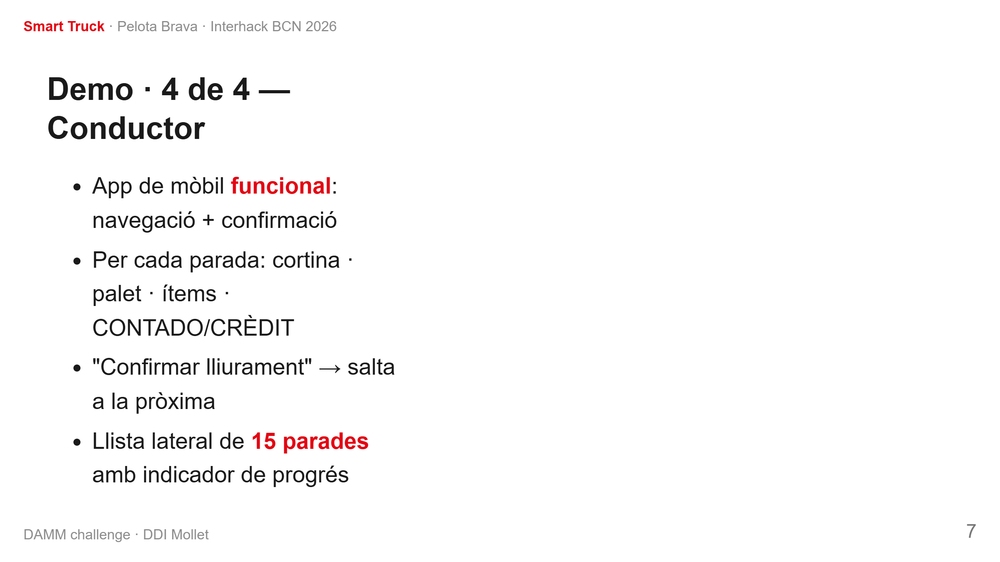 Smart Truck · Pelota Brava · Interhack BCN 2026
Demo · 4 de 4 —
Conductor
• App de mòbil funcional:
navegació + confirmació
• Per cada parada: cortina ·
palet · ítems ·
CONTADO/CRÈDIT
• "Confirmar lliurament" → salta
a la pròxima
• Llista lateral de 15 parades
amb indicador de progrés
DAMM challenge · DDI Mollet
7